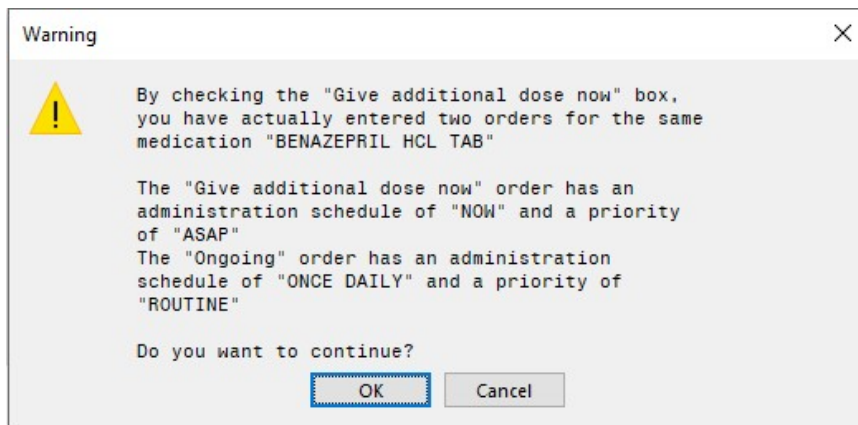 Warning
By checking the "Give additional dose now" box,
you have actually entered two orders for the same
medication "BENAZEPRIL HCL TAB"
The "Give additional dose now" order has an
administration schedule of "NOW" and a priority
of "ASAP"
The "Ongoing" order has an administration
schedule of "ONCE DAILY" and a priority of
"ROUTINE"
Do you want to continue?
OK Cancel